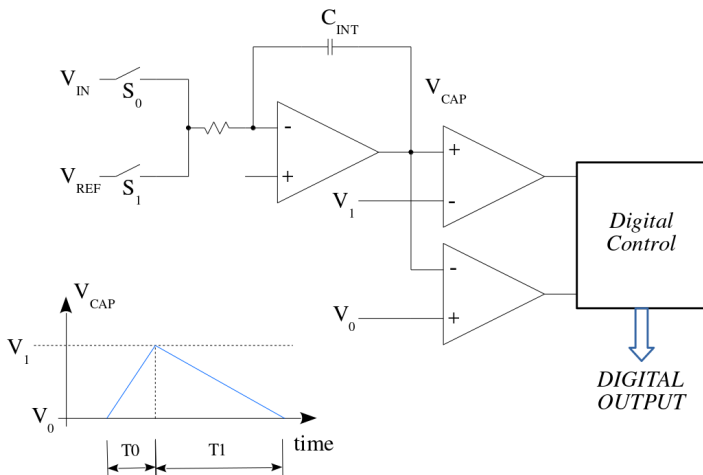 C_INT
V_IN
S_0
V_CAP
-
+
+
V_REF
S_1
V_1
-
Digital
Control
-
V_0
+
V_CAP
V_1
DIGITAL
OUTPUT
V_0
time
T0
T1